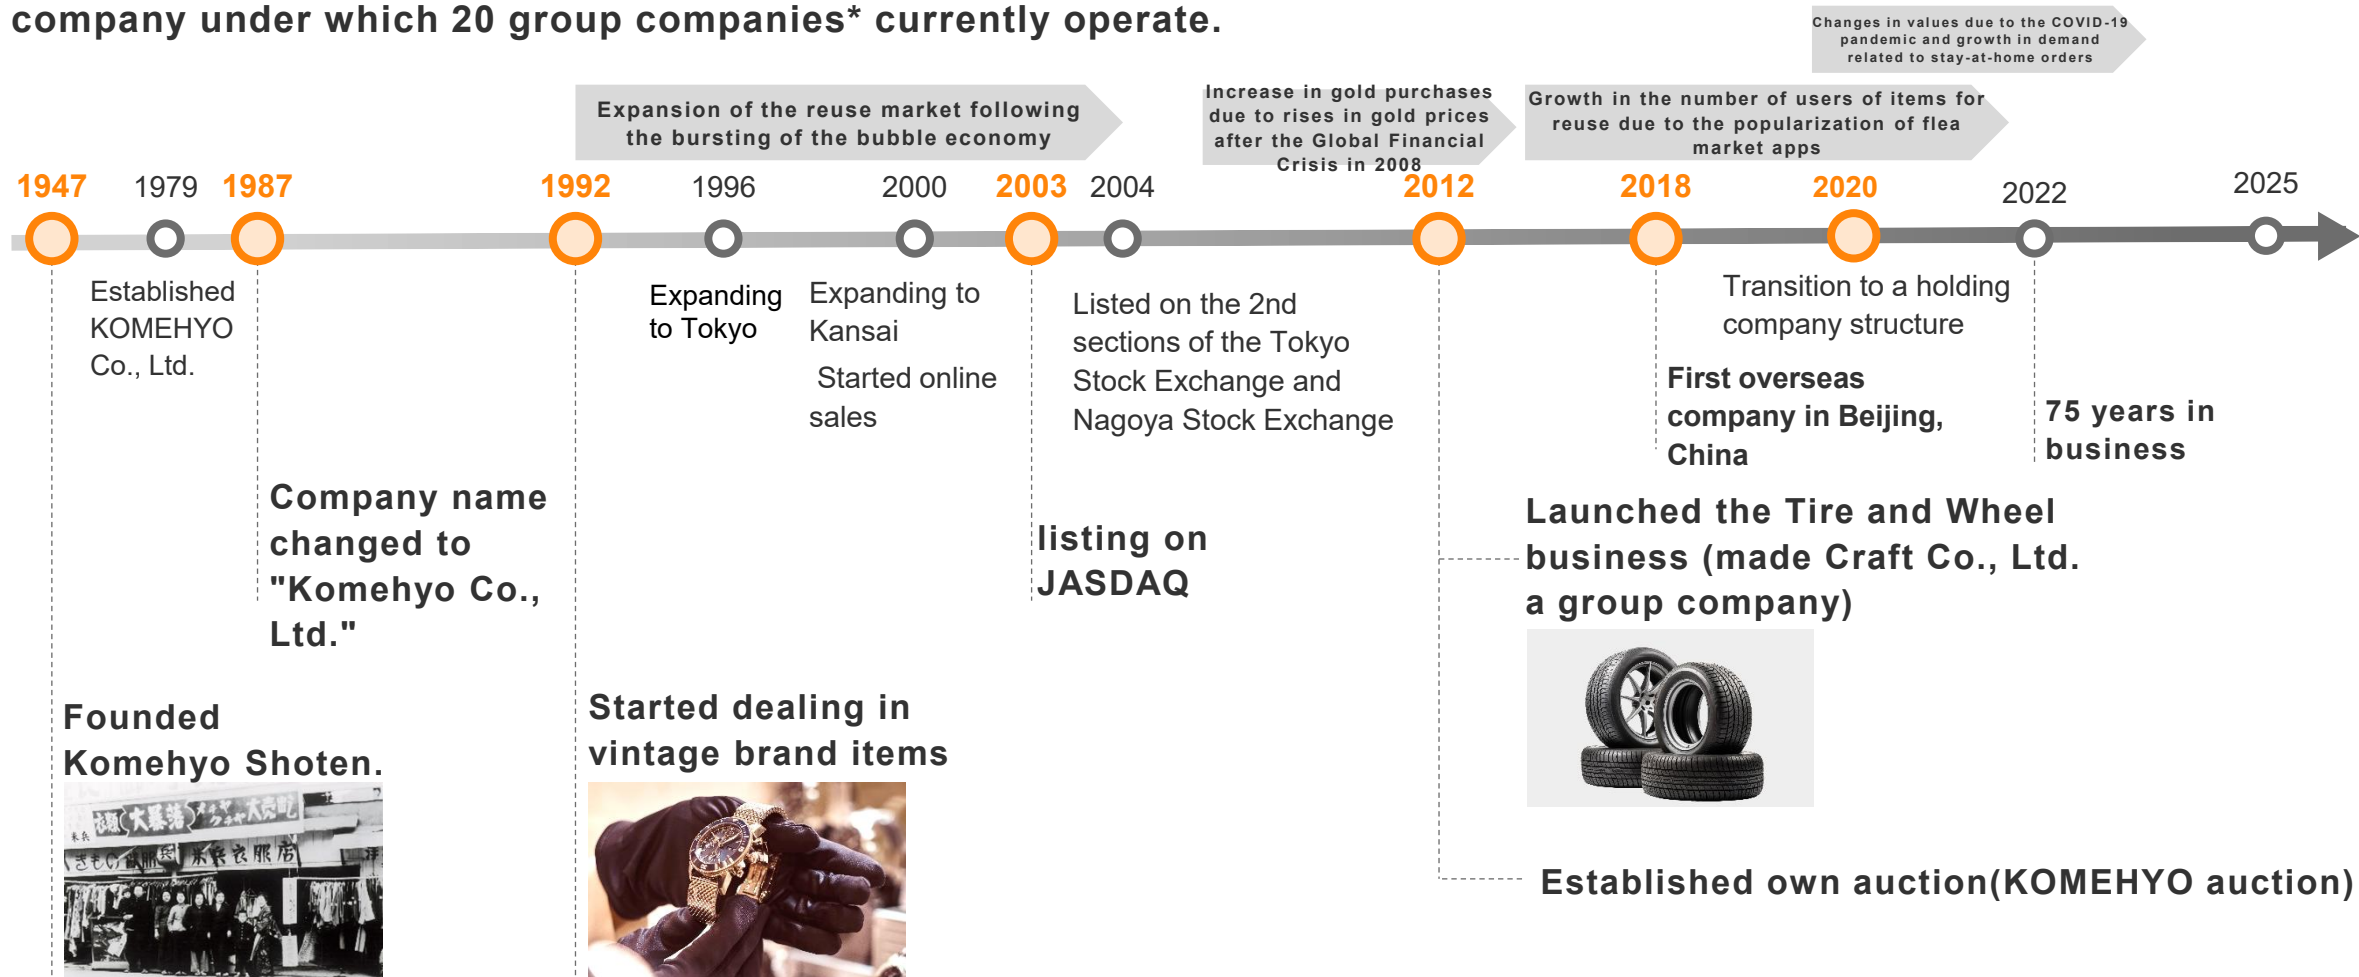 company under which 20 group companies* currently operate.
Changes in values due to the COVID-19
pandemic and growth in demand
related to stay-at-home orders
Expansion of the reuse market following
the bursting of the bubble economy
Increase in gold purchases
due to rises in gold prices
after the Global Financial
Crisis in 2008
Growth in the number of users of items for
reuse due to the popularization of flea
market apps
1947
1979
1987
1992
1996
2000
2003
2004
2012
2018
2020
2022
2025
Established
KOMEHYO
Co., Ltd.
Expanding
to Tokyo
Expanding to
Kansai
Started online
sales
Listed on the 2nd
sections of the Tokyo
Stock Exchange and
Nagoya Stock Exchange
Transition to a holding
company structure
First overseas
company in Beijing,
China
75 years in
business
Company name
changed to
"Komehyo Co.,
Ltd."
listing on
JASDAQ
Launched the Tire and Wheel
business (made Craft Co., Ltd.
a group company)
Founded
Komehyo Shoten.
Started dealing in
vintage brand items
Established own auction(KOMEHYO auction)
大暴落
米兵衣服店